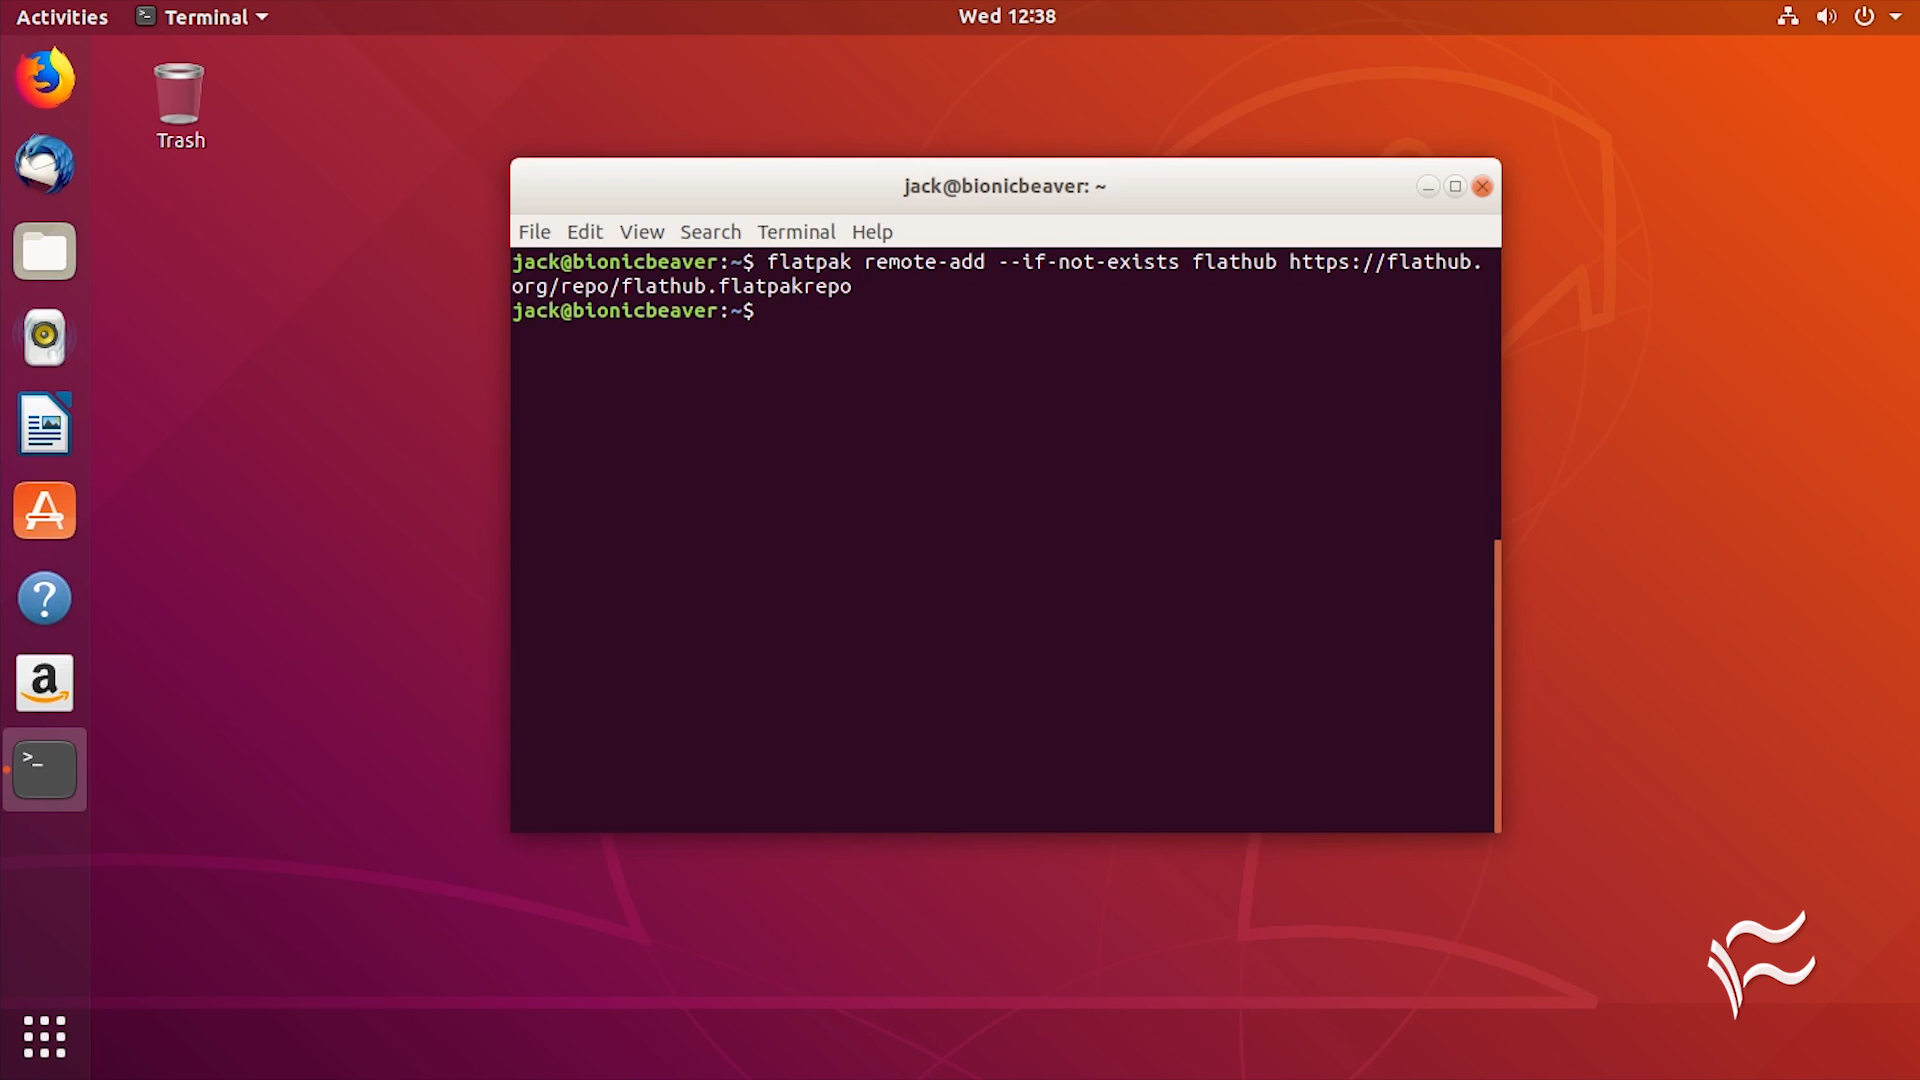 Activities Terminal Wed 12:38
Trash
jack@bionicbeaver: ~
File Edit View Search Terminal Help
jack@bionicbeaver:~$ flatpak remote-add --if-not-exists flathub https://flathub.
org/repo/flathub.flatpakrepo
jack@bionicbeaver:~$